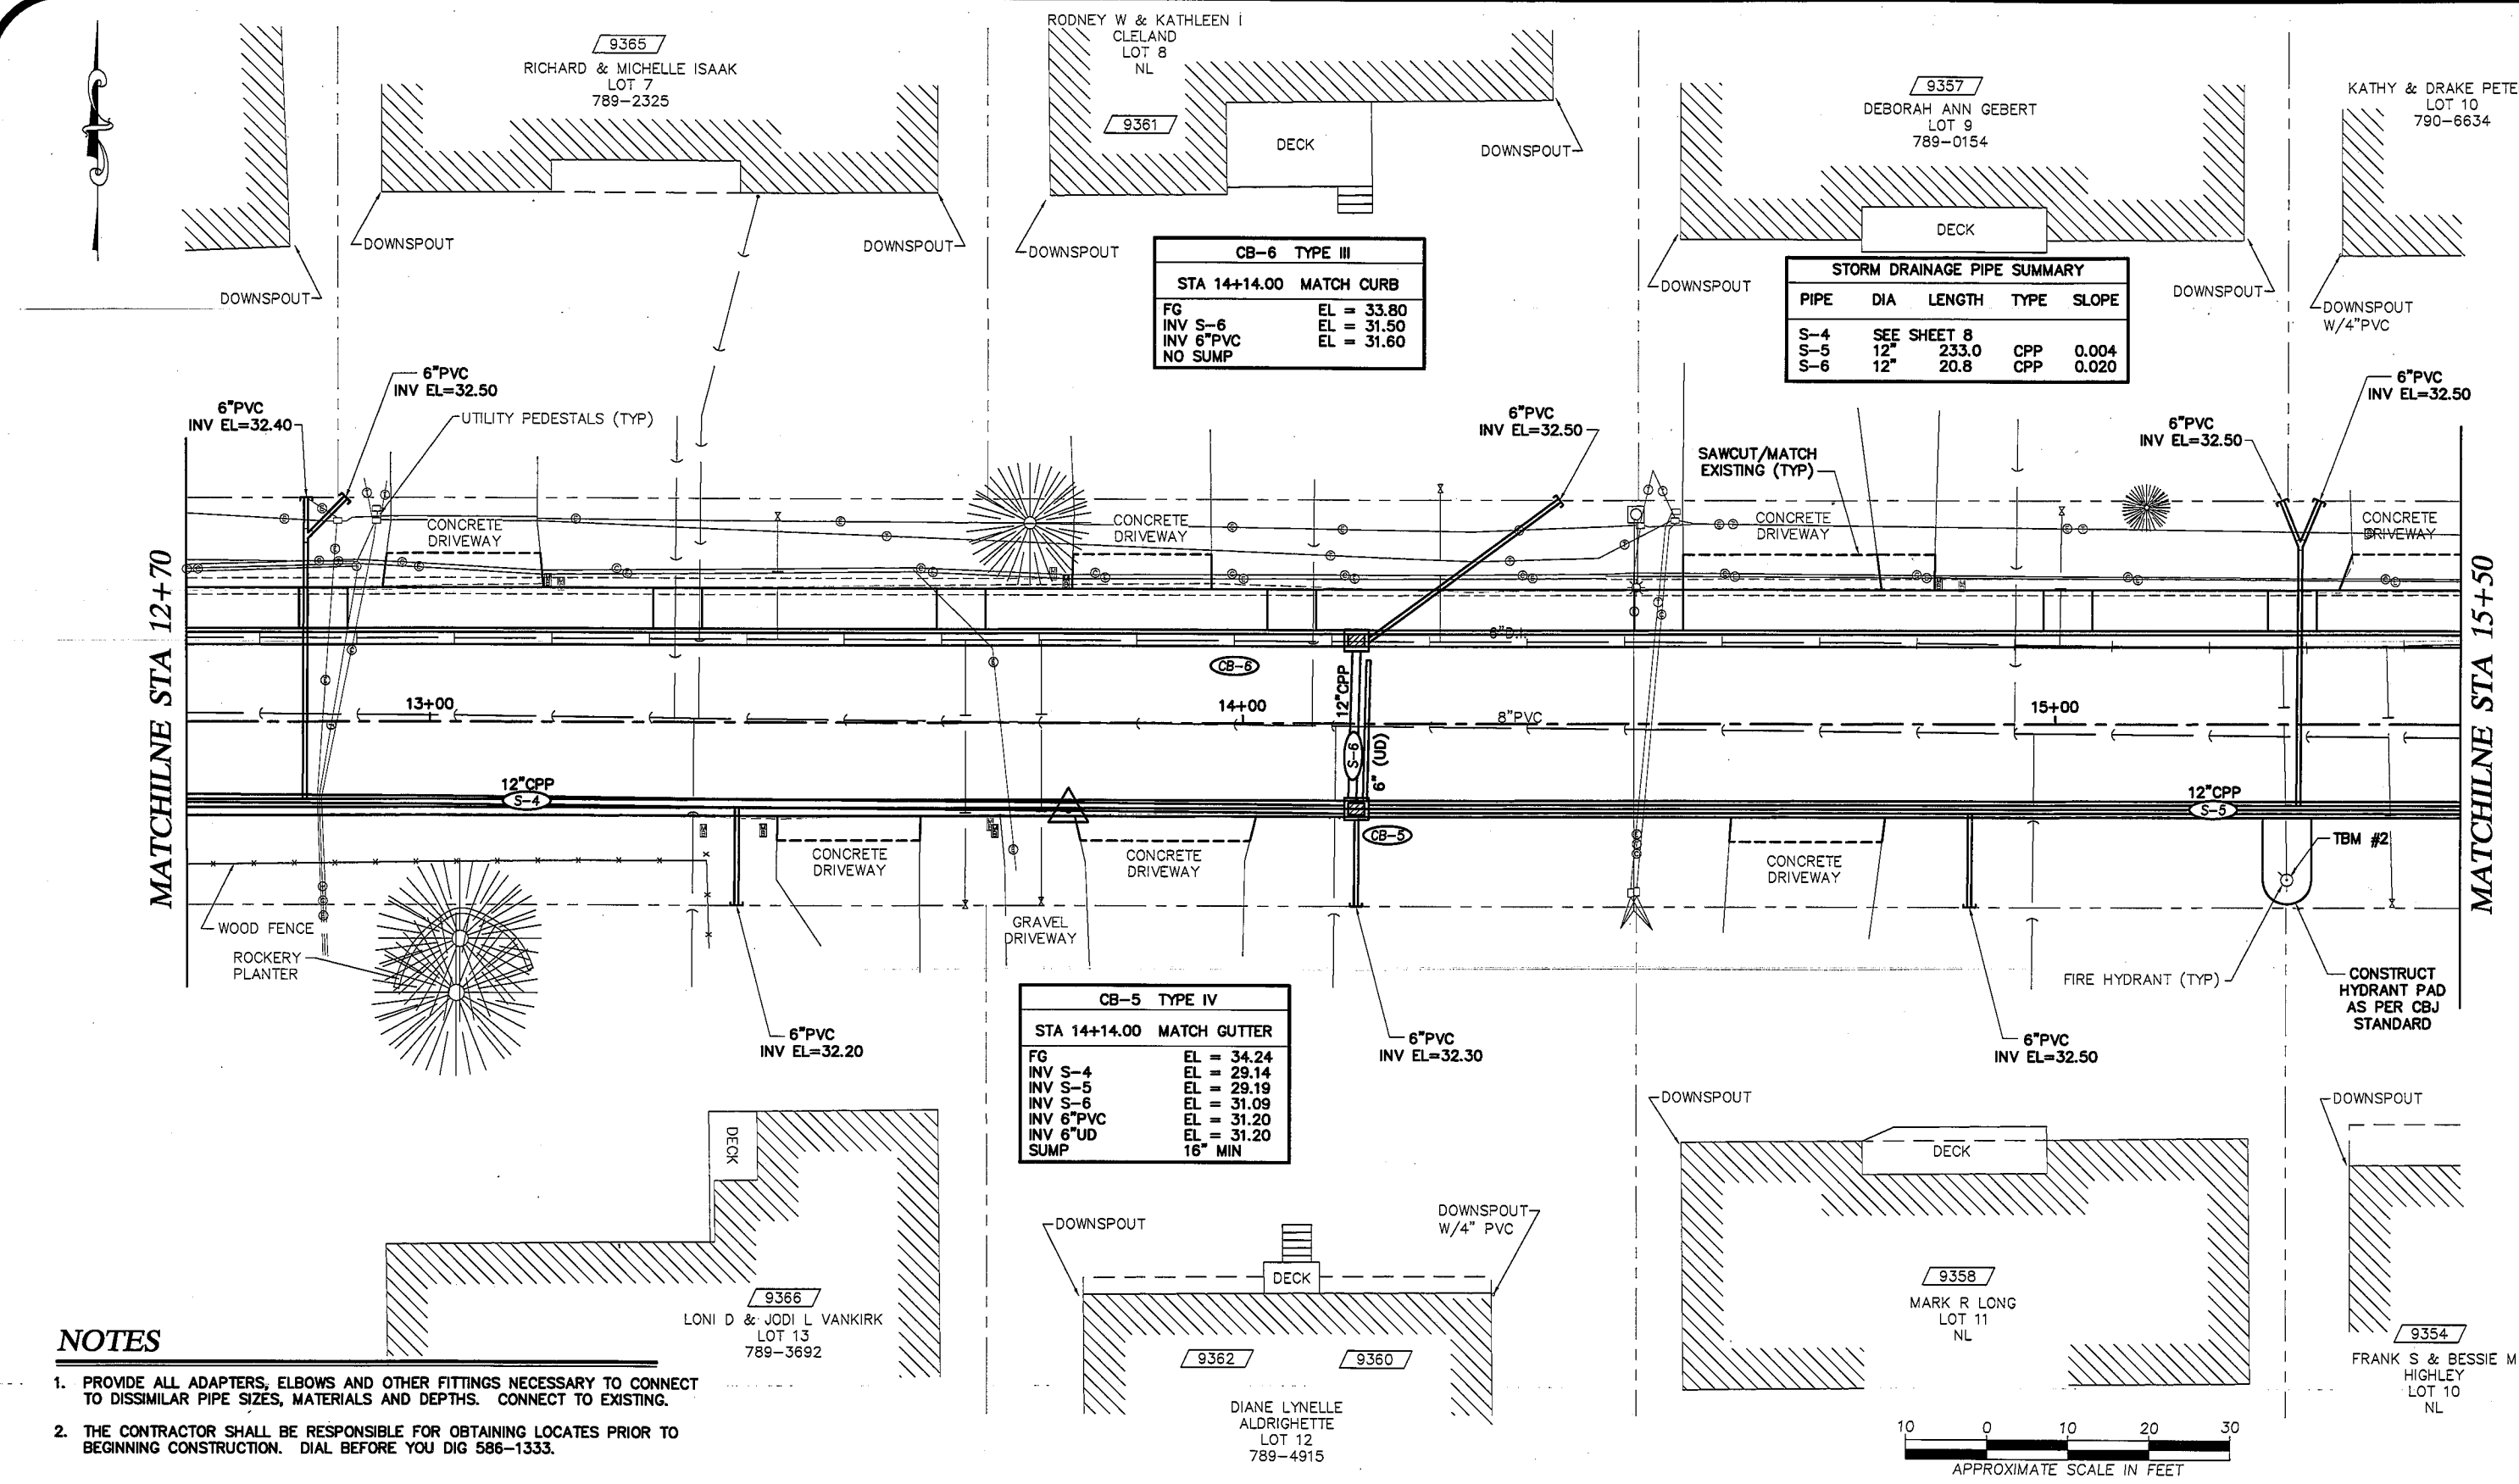 RODNEY W & KATHLEEN I
CLELAND
LOT 8
NL
9361
9365
RICHARD & MICHELLE ISAAK
LOT 7
789-2325
9357
DEBORAH ANN GEBERT
LOT 9
789-0154
KATHY & DRAKE PETE
LOT 10
790-6634
DECK
DOWNSPOUT
DECK
DOWNSPOUT
DOWNSPOUT
DOWNSPOUT
DOWNSPOUT
DOWNSPOUT
DOWNSPOUT
DOWNSPOUT
W/4"PVC
CB-6 TYPE III
STA 14+14.00 MATCH CURB
FG EL = 33.80
INV S-6 EL = 31.50
INV 6"PVC EL = 31.60
NO SUMP
STORM DRAINAGE PIPE SUMMARY
PIPE DIA LENGTH TYPE SLOPE
S-4 SEE SHEET 8
S-5 12" 233.0 CPP 0.004
S-6 12" 20.8 CPP 0.020
6"PVC
INV EL=32.50
6"PVC
INV EL=32.40
UTILITY PEDESTALS (TYP)
6"PVC
INV EL=32.50
SAWCUT/MATCH
EXISTING (TYP)
6"PVC
INV EL=32.50
6"PVC
INV EL=32.50
CONCRETE
DRIVEWAY
CONCRETE
DRIVEWAY
CONCRETE
DRIVEWAY
CONCRETE
DRIVEWAY
MATCHILNE STA 12+70
MATCHILNE STA 15+50
6"D.I.
CB-6
12"CPP
S-6
6" (UD)
13+00
14+00
8"PVC
15+00
12"CPP
S-4
12"CPP
S-5
CB-5
TBM #2
CONCRETE
DRIVEWAY
CONCRETE
DRIVEWAY
CONCRETE
DRIVEWAY
WOOD FENCE
GRAVEL
DRIVEWAY
ROCKERY
PLANTER
FIRE HYDRANT (TYP)
CONSTRUCT
HYDRANT PAD
AS PER CBJ
STANDARD
6"PVC
INV EL=32.20
CB-5 TYPE IV
STA 14+14.00 MATCH GUTTER
FG EL = 34.24
INV S-4 EL = 29.14
INV S-5 EL = 29.19
INV S-6 EL = 31.09
INV 6"PVC EL = 31.20
INV 6"UD EL = 31.20
SUMP 16" MIN
6"PVC
INV EL=32.30
6"PVC
INV EL=32.50
DOWNSPOUT
DOWNSPOUT
DECK
DECK
DOWNSPOUT
DOWNSPOUT
W/4" PVC
DECK
9366
LONI D & JODI L VANKIRK
LOT 13
789-3692
9362
9360
DIANE LYNELLE
ALDRIGHETTE
LOT 12
789-4915
9358
MARK R LONG
LOT 11
NL
9354
FRANK S & BESSIE M
HIGHLEY
LOT 10
NL
NOTES
1. PROVIDE ALL ADAPTERS, ELBOWS AND OTHER FITTINGS NECESSARY TO CONNECT
TO DISSIMILAR PIPE SIZES, MATERIALS AND DEPTHS. CONNECT TO EXISTING.
2. THE CONTRACTOR SHALL BE RESPONSIBLE FOR OBTAINING LOCATES PRIOR TO
BEGINNING CONSTRUCTION. DIAL BEFORE YOU DIG 586-1333.
10 0 10 20 30
APPROXIMATE SCALE IN FEET